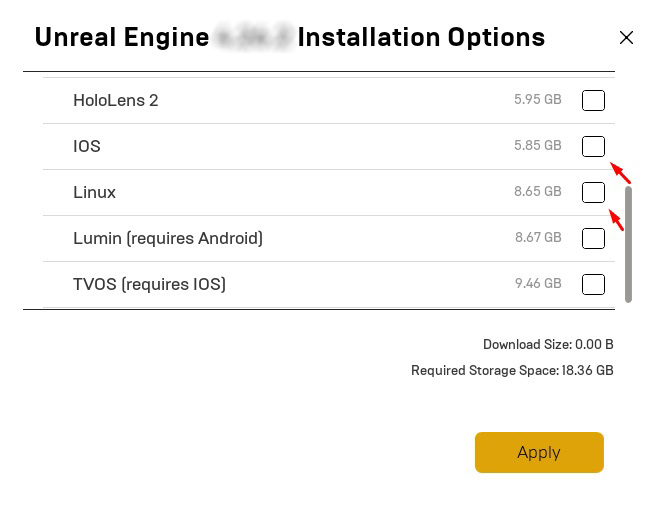 Unreal Engine Installation Options
HoloLens 2 5.95 GB
IOS 5.85 GB
Linux 8.65 GB
Lumin (requires Android) 8.67 GB
TVOS (requires IOS) 9.46 GB
Download Size: 0.00 B
Required Storage Space: 18.36 GB
Apply